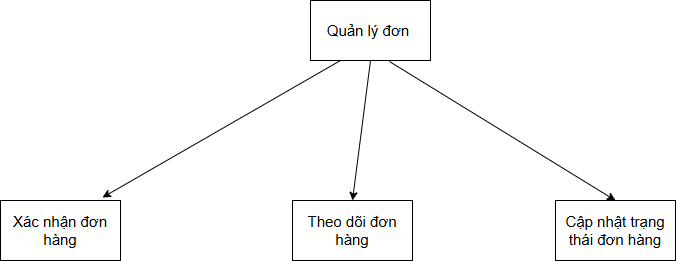 Quản lý đơn
Xác nhận đơn
hàng
Theo dõi đơn
hàng
Cập nhật trạng
thái đơn hàng